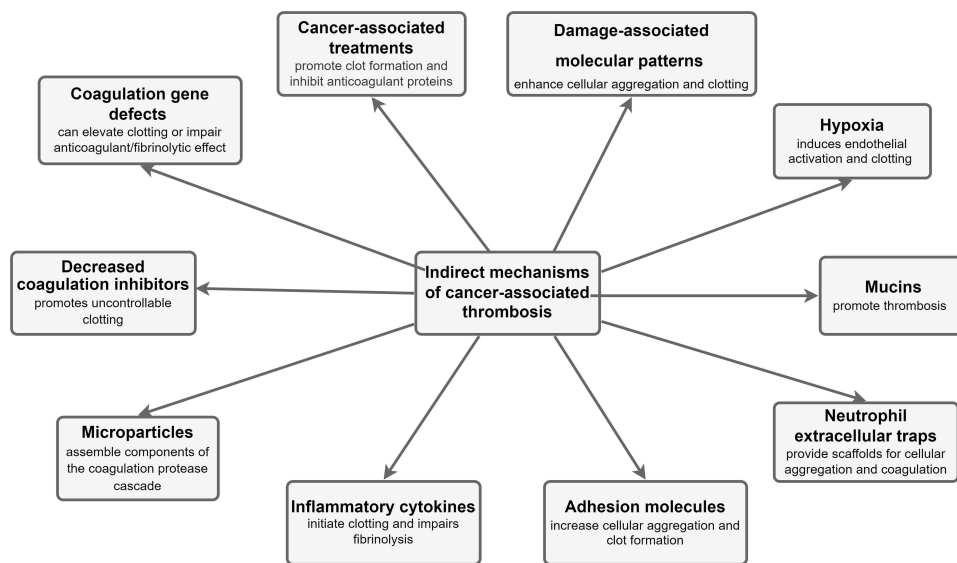 Cancer-associated
treatments
promote clot formation and
inhibit anticoagulant proteins
Damage-associated
molecular patterns
enhance cellular aggregation and clotting
Coagulation gene
defects
can elevate clotting or impair
anticoagulant/fibrinolytic effect
Hypoxia
induces endothelial
activation and clotting
Decreased
coagulation inhibitors
promotes uncontrollable
clotting
Indirect mechanisms
of cancer-associated
thrombosis
Mucins
promote thrombosis
Microparticles
assemble components of
the coagulation protease
cascade
Neutrophil
extracellular traps
provide scaffolds for cellular
aggregation and coagulation
Inflammatory cytokines
initiate clotting and impairs
fibrinolysis
Adhesion molecules
increase cellular aggregation and
clot formation